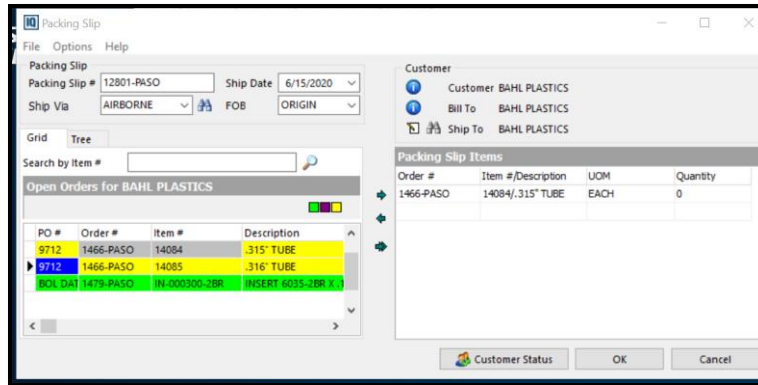 IQ Packing Slip
File Options Help
Packing Slip
Packing Slip # 12801-PASO Ship Date 6/15/2020
Ship Via AIRBORNE FOB ORIGIN
Grid Tree
Search by Item #
Open Orders for BAHL PLASTICS
PO # Order # Item # Description
9712 1466-PASO 14084 .315" TUBE
9712 1466-PASO 14085 .316" TUBE
BOL DAT 1479-PASO IN-000300-2BR INSERT 6035-2BR X .1
Customer
Customer BAHL PLASTICS
Bill To BAHL PLASTICS
Ship To BAHL PLASTICS
Packing Slip Items
Order # Item #/Description UOM Quantity
1466-PASO 14084/.315" TUBE EACH 0
Customer Status OK Cancel